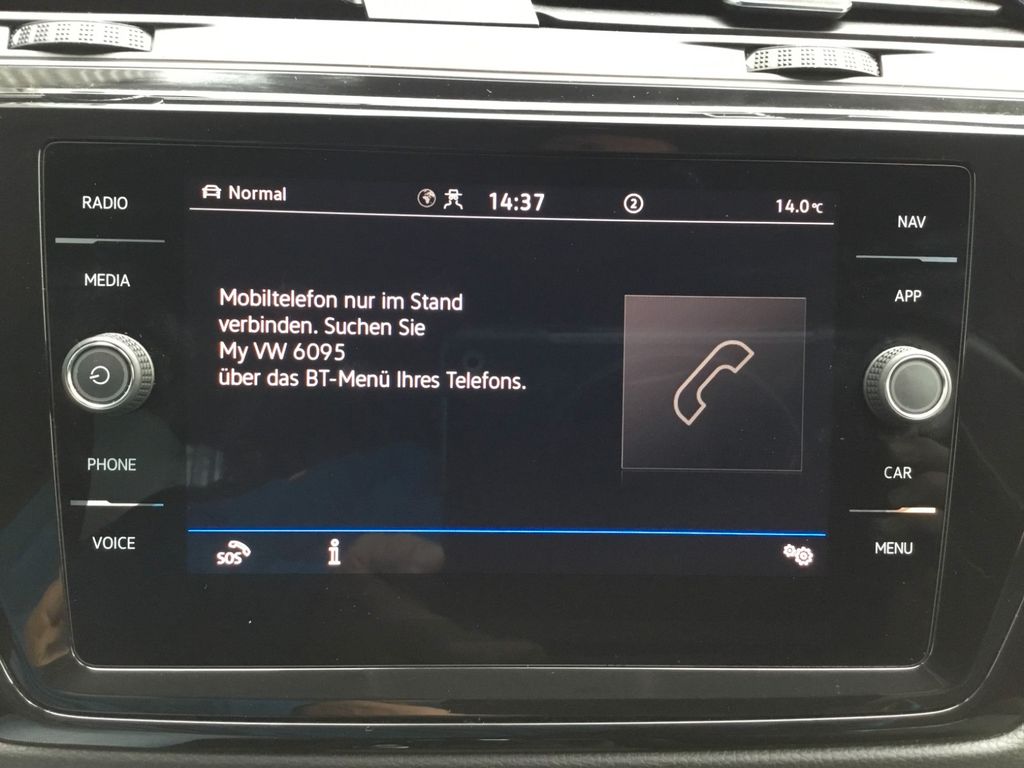 RADIO
MEDIA
PHONE
VOICE
Normal
14:37
2
14.0°C
Mobiltelefon nur im Stand
verbinden. Suchen Sie
My VW 6095
über das BT-Menü Ihres Telefons.
SOS
i
NAV
APP
CAR
MENU